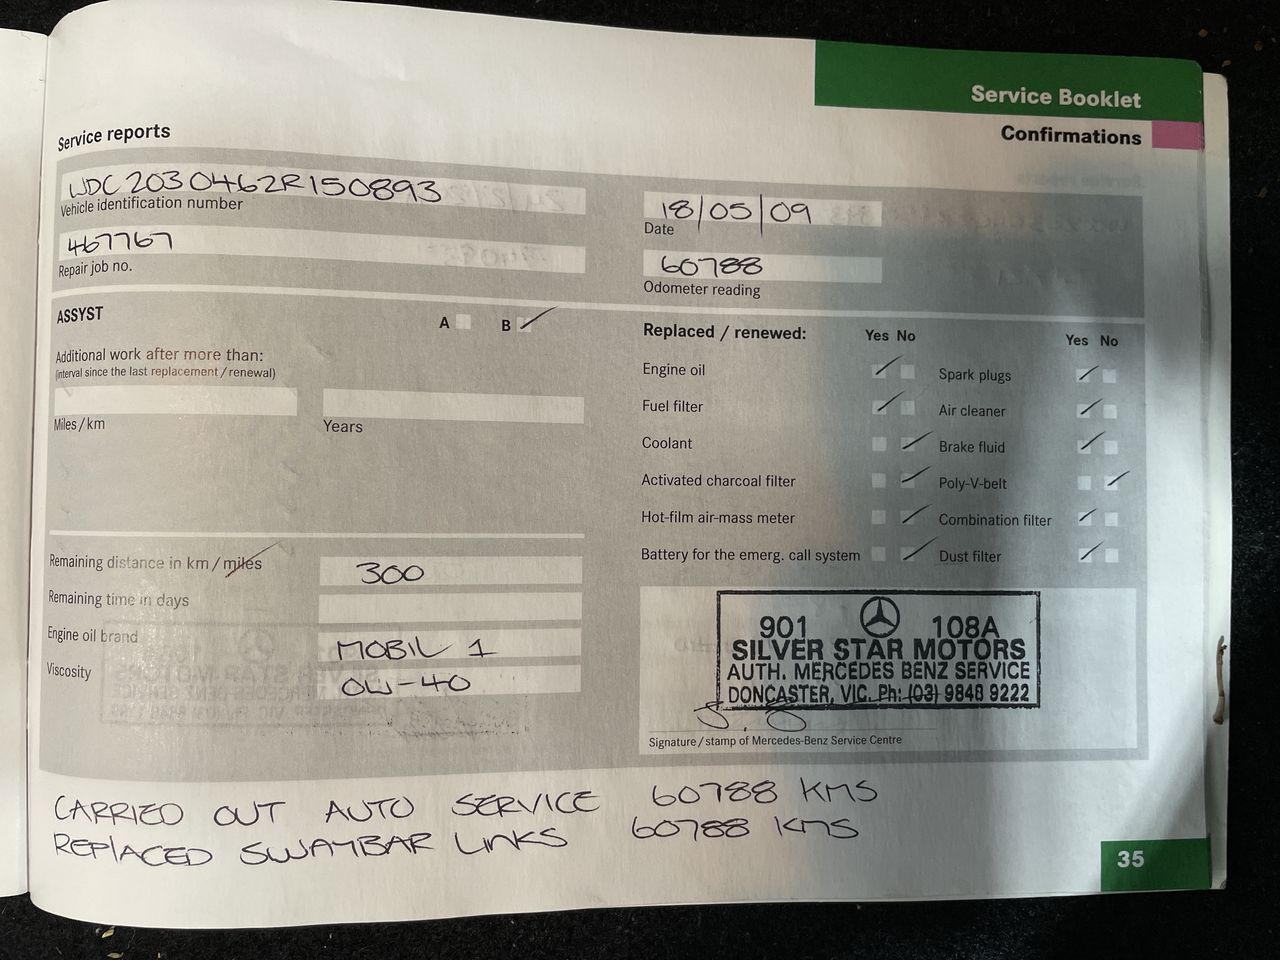 Service Booklet
Confirmations
Service reports
WDC2030462R150893
Vehicle identification number
18/05/09
Date
467767
Repair job no.
60788
Odometer reading
ASSYST
A B
Additional work after more than:
(interval since the last replacement / renewal)
Miles / km
Years
Replaced / renewed:
Yes No
Yes No
Engine oil
Spark plugs
Fuel filter
Air cleaner
Coolant
Brake fluid
Activated charcoal filter
Poly-V-belt
Hot-film air-mass meter
Combination filter
Battery for the emerg. call system
Dust filter
Remaining distance in km / miles
300
Remaining time in days
Engine oil brand
MOBIL 1
Viscosity
0W-40
901 108A
SILVER STAR MOTORS
AUTH. MERCEDES BENZ SERVICE
DONCASTER, VIC. Ph: (03) 9848 9222
Signature / stamp of Mercedes-Benz Service Centre
CARRIED OUT AUTO SERVICE 60788 KMS
REPLACED SWAYBAR LINKS 60788 KMS
35